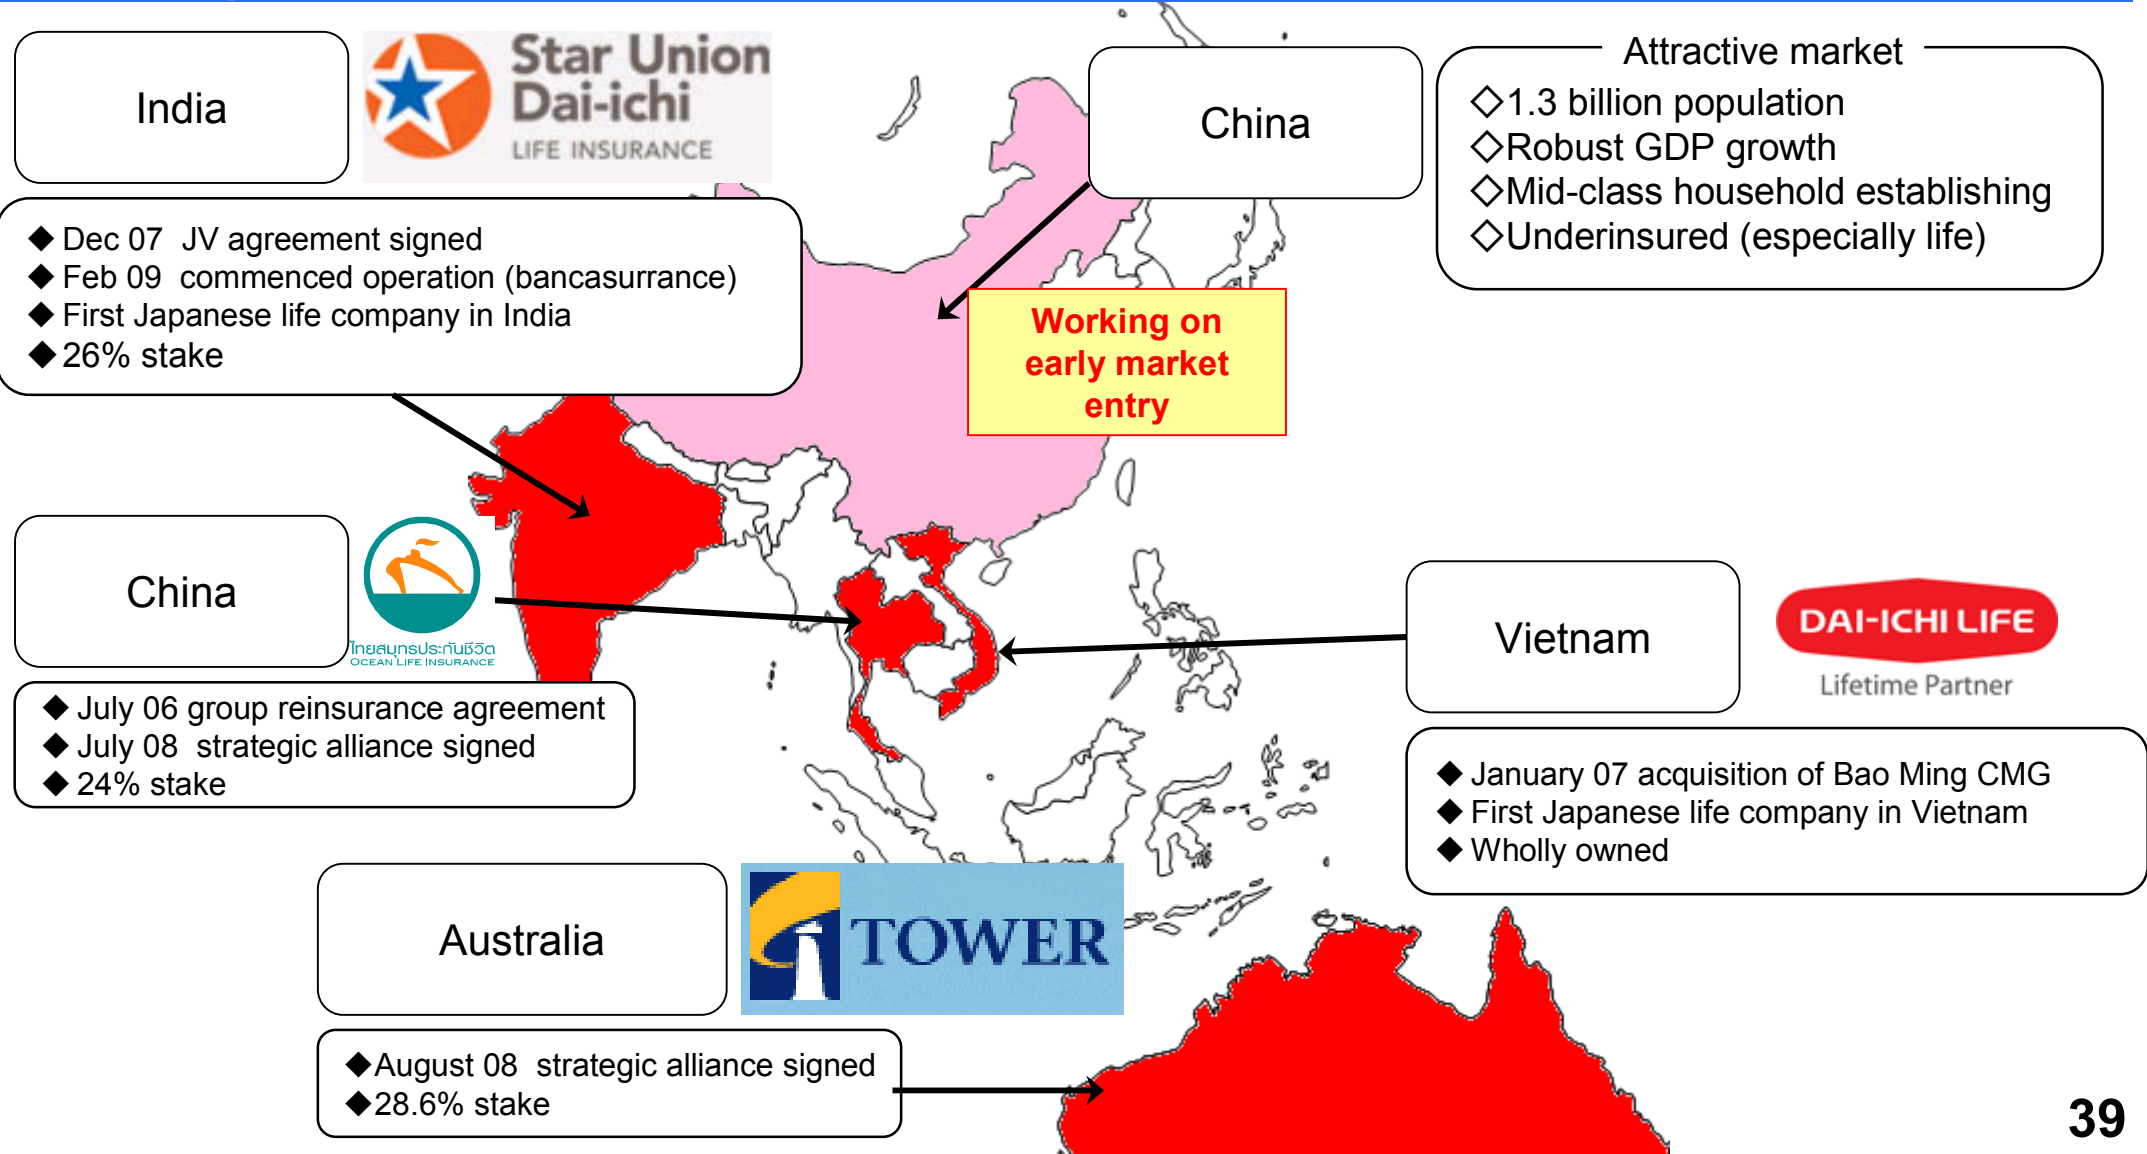 India
Star Union
Dai-ichi
LIFE INSURANCE
◆ Dec 07 JV agreement signed
◆ Feb 09 commenced operation (bancasurrance)
◆ First Japanese life company in India
◆ 26% stake
China
Working on
early market
entry
Attractive market
◇1.3 billion population
◇Robust GDP growth
◇Mid-class household establishing
◇Underinsured (especially life)
China
ไทยสมุทรประกันชีวิต
OCEAN LIFE INSURANCE
◆ July 06 group reinsurance agreement
◆ July 08 strategic alliance signed
◆ 24% stake
Vietnam
DAI-ICHI LIFE
Lifetime Partner
◆ January 07 acquisition of Bao Ming CMG
◆ First Japanese life company in Vietnam
◆ Wholly owned
Australia
TOWER
◆August 08 strategic alliance signed
◆28.6% stake
39